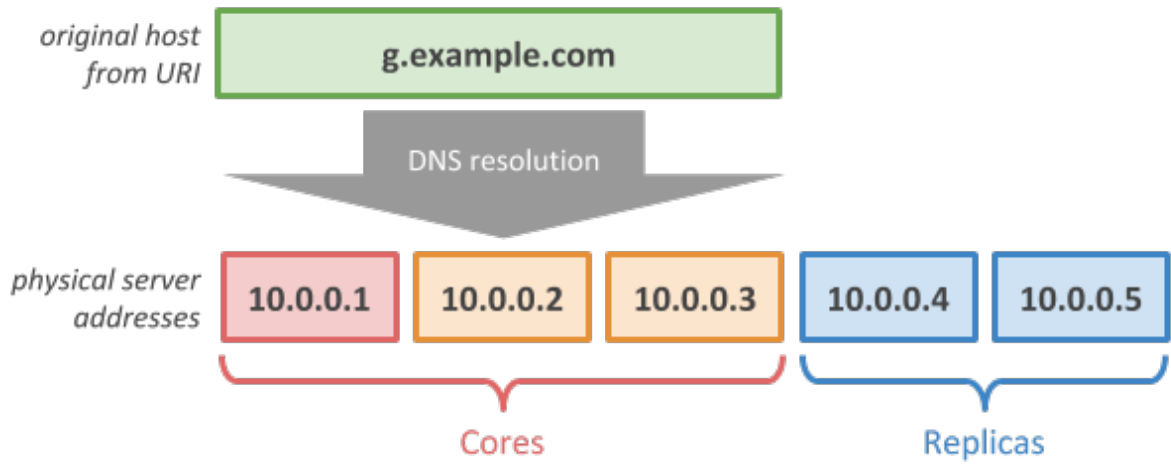 original host
from URI
g.example.com
DNS resolution
physical server
addresses
10.0.0.1
10.0.0.2
10.0.0.3
10.0.0.4
10.0.0.5
Cores
Replicas